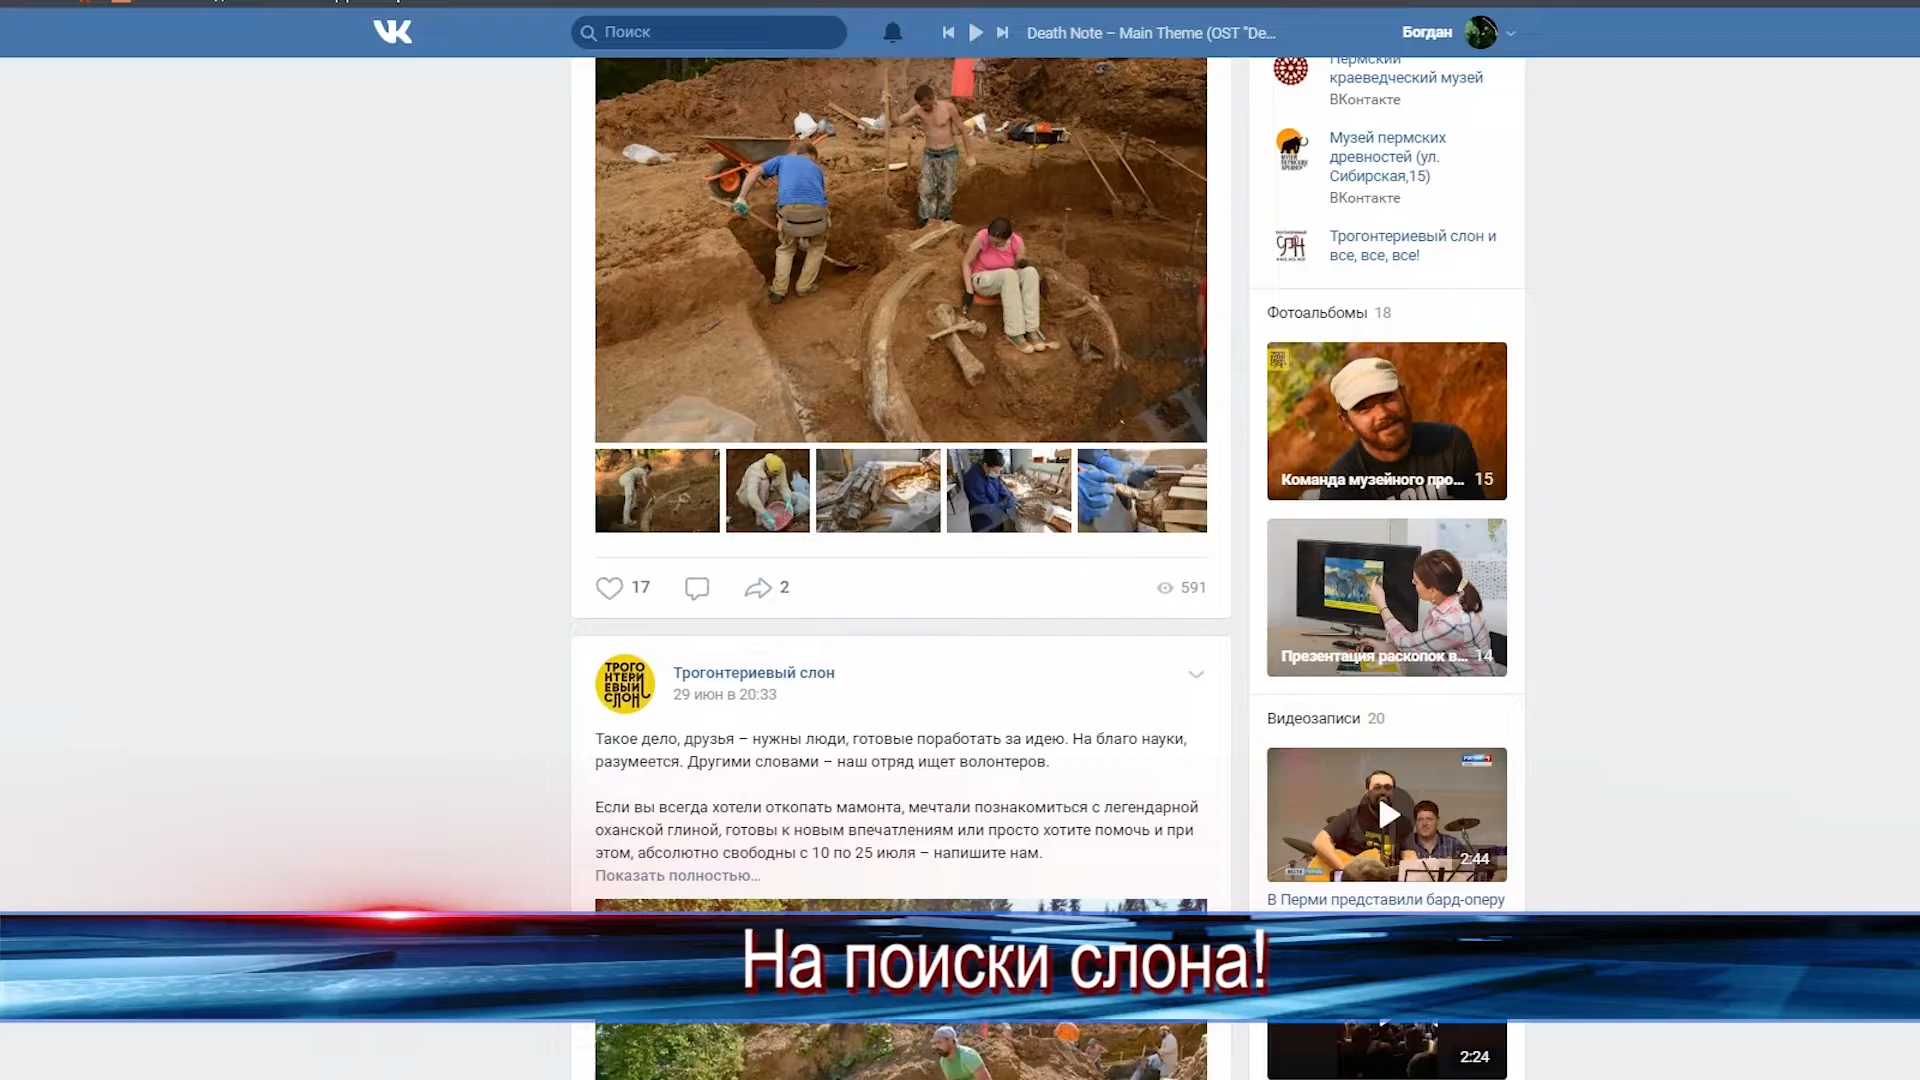 Поиск
Death Note – Main Theme (OST "De...
Богдан
Пермский
краеведческий музей
ВКонтакте
Музей пермских
древностей (ул.
Сибирская,15)
ВКонтакте
Трогонтериевый слон и
все, все, все!
Фотоальбомы 18
Команда музейного про... 15
Презентация раскопок в... 14
Видеозаписи 20
2:44
В Перми представили бард-оперу
2:24
17
2
591
ТРОГО
НТЕРИ
ЕВЫЙ
СЛОН
Трогонтериевый слон
29 июн в 20:33
Такое дело, друзья – нужны люди, готовые поработать за идею. На благо науки,
разумеется. Другими словами – наш отряд ищет волонтеров.
Если вы всегда хотели откопать мамонта, мечтали познакомиться с легендарной
оханской глиной, готовы к новым впечатлениям или просто хотите помочь и при
этом, абсолютно свободны с 10 по 25 июля – напишите нам.
Показать полностью...
На поиски слона!